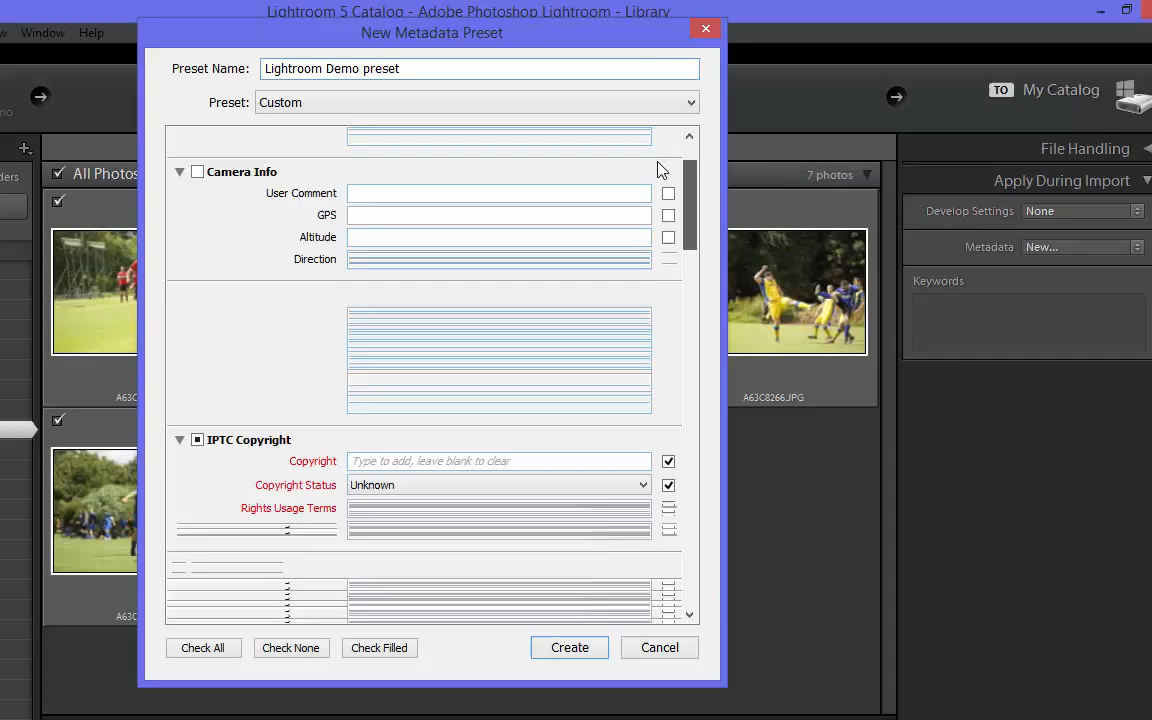 Lightroom 5 Catalog - Adobe Photoshop Lightroom - Library
Window Help
New Metadata Preset
Preset Name: Lightroom Demo preset
Preset: Custom
TO My Catalog
All Photos
7 photos
File Handling
Apply During Import
Camera Info
User Comment
GPS
Altitude
Direction
Develop Settings None
Metadata New...
Keywords
A63C8266.JPG
IPTC Copyright
Copyright Type to add, leave blank to clear
Copyright Status Unknown
Rights Usage Terms
Check All Check None Check Filled Create Cancel